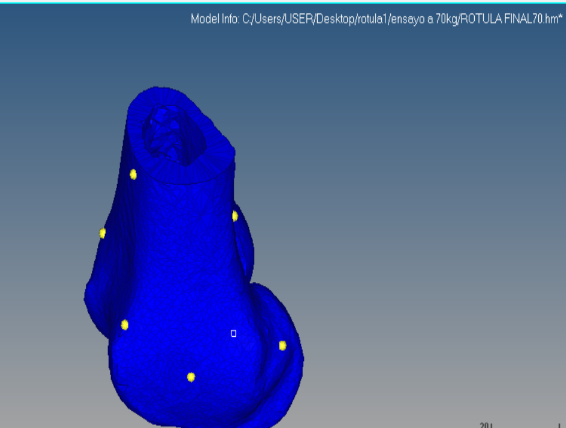 Model Info: C:/Users/USER/Desktop/rotula1/ensayo a 70kg/ROTULA FINAL70.hm*